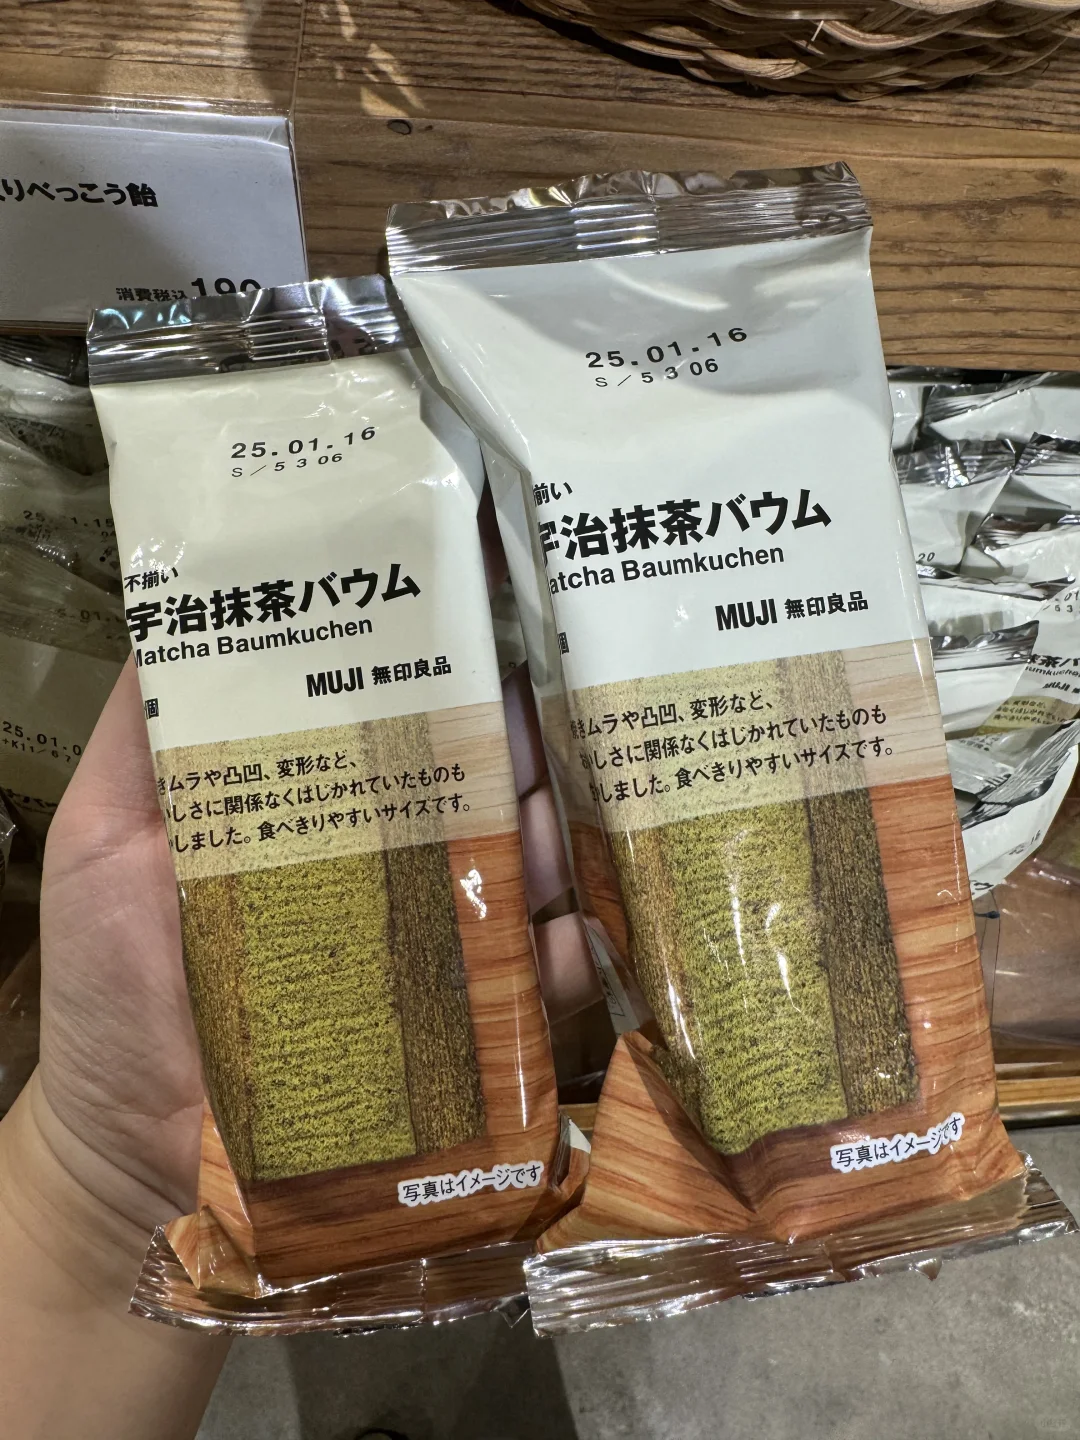 りべっこう飴
消費税込190
25.01.16
S／5306
不揃い
宇治抹茶バウム
Matcha Baumkuchen
MUJI 無印良品
個
きムラや凸凹、変形など、
いしさに関係なくはじかれていたものも
いしました。食べきりやすいサイズです。
写真はイメージです
25.01.16
S／5306
揃い
宇治抹茶バウム
atcha Baumkuchen
MUJI 無印良品
個
きムラや凸凹、変形など、
いしさに関係なくはじかれていたものも
かしました。食べきりやすいサイズです。
写真はイメージです